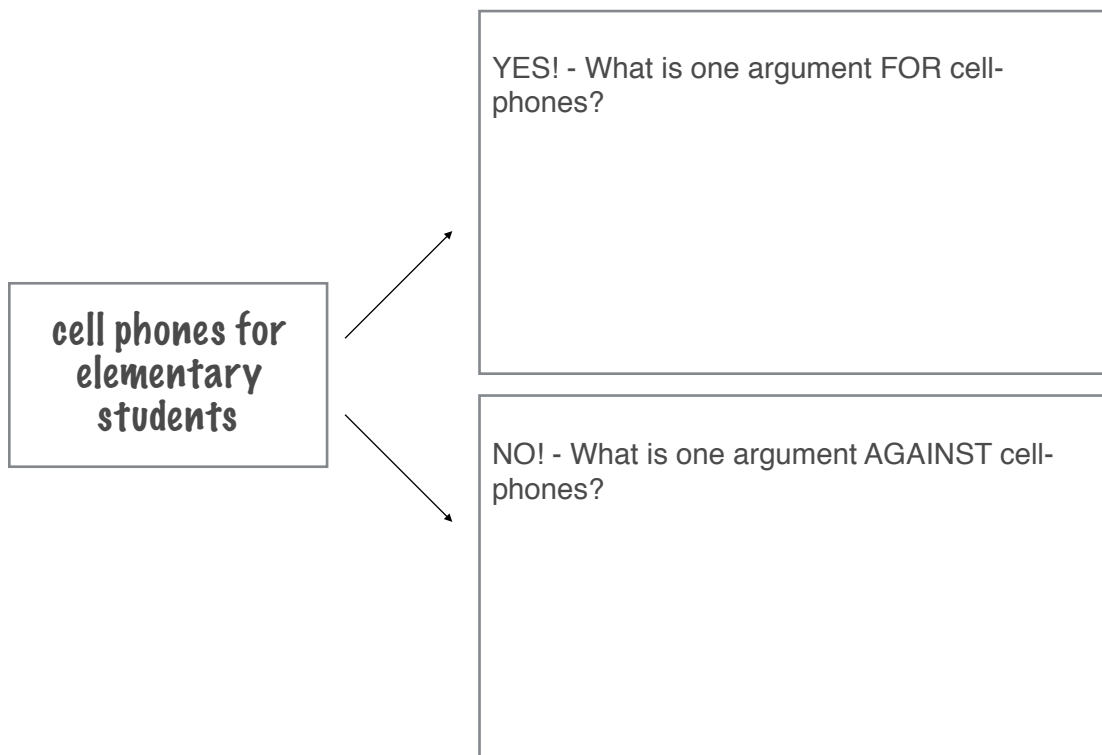 YES! - What is one argument FOR cell-
phones?
cell phones for
elementary
students
NO! - What is one argument AGAINST cell-
phones?